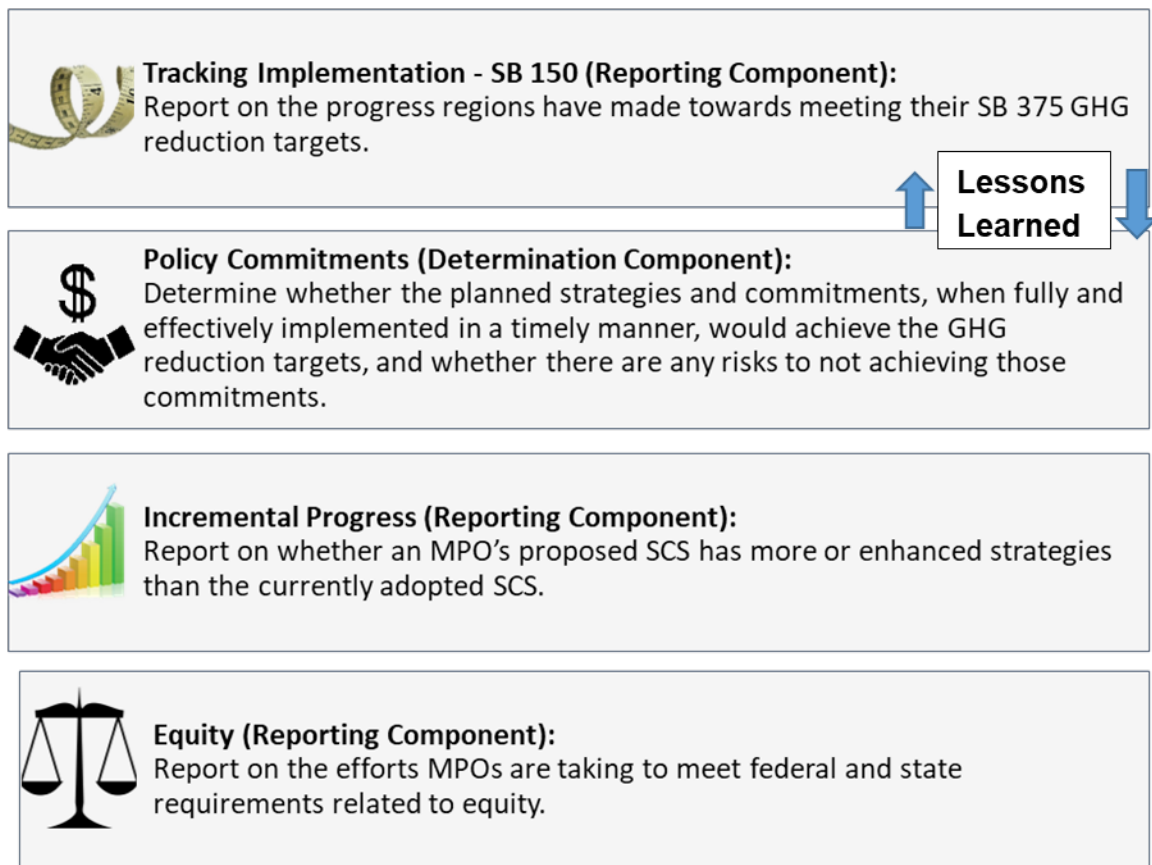 Tracking Implementation - SB 150 (Reporting Component):
Report on the progress regions have made towards meeting their SB 375 GHG
reduction targets.
Lessons
Learned
Policy Commitments (Determination Component):
Determine whether the planned strategies and commitments, when fully and
effectively implemented in a timely manner, would achieve the GHG
reduction targets, and whether there are any risks to not achieving those
commitments.
Incremental Progress (Reporting Component):
Report on whether an MPO’s proposed SCS has more or enhanced strategies
than the currently adopted SCS.
Equity (Reporting Component):
Report on the efforts MPOs are taking to meet federal and state
requirements related to equity.